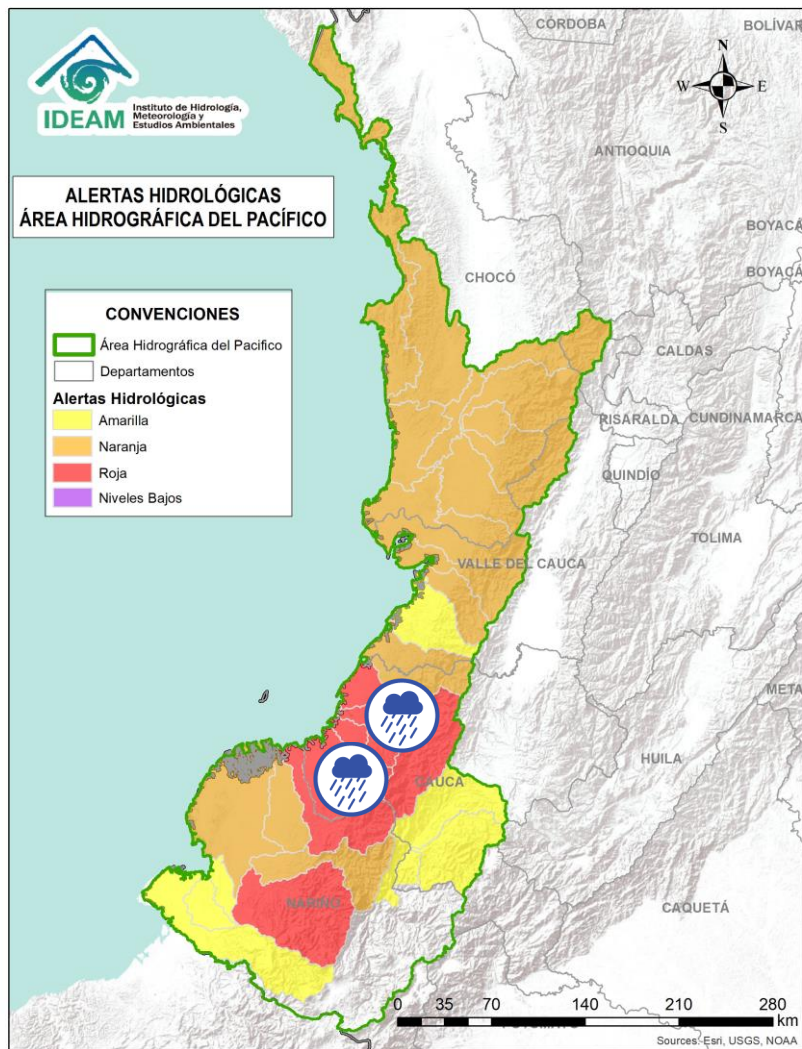 CÓRDOBA
BOLÍVAR
IDEAM
Instituto de Hidrología,
Meteorología y
Estudios Ambientales
N
W E
S
ANTIOQUIA
ALERTAS HIDROLÓGICAS
ÁREA HIDROGRÁFICA DEL PACÍFICO
BOYACÁ
BOYACÁ
CHOCÓ
CONVENCIONES
Área Hidrográfica del Pacifico
Departamentos
Alertas Hidrológicas
Amarilla
Naranja
Roja
Niveles Bajos
CALDAS
RISARALDA
CUNDINAMARCA
QUINDÍO
TOLIMA
VALLE DEL CAUCA
META
HUILA
CAUCA
NARIÑO
CAQUETÁ
0 35 70 140 210 280
km
Sources: Esri, USGS, NOAA